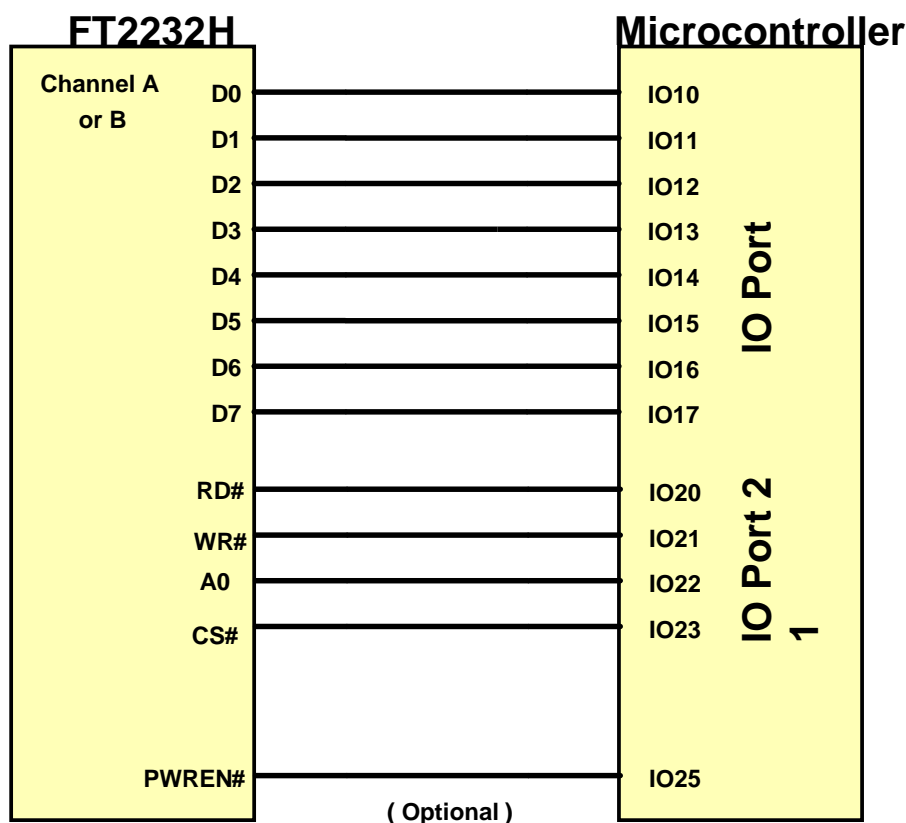 FT2232H
Microcontroller
Channel A
or B
D0
IO10
D1
IO11
D2
IO12
D3
IO13
D4
IO14
D5
IO15
D6
IO16
D7
IO17
IO Port
RD#
IO20
WR#
IO21
A0
IO22
CS#
IO23
IO Port 2
1
PWREN#
IO25
( Optional )